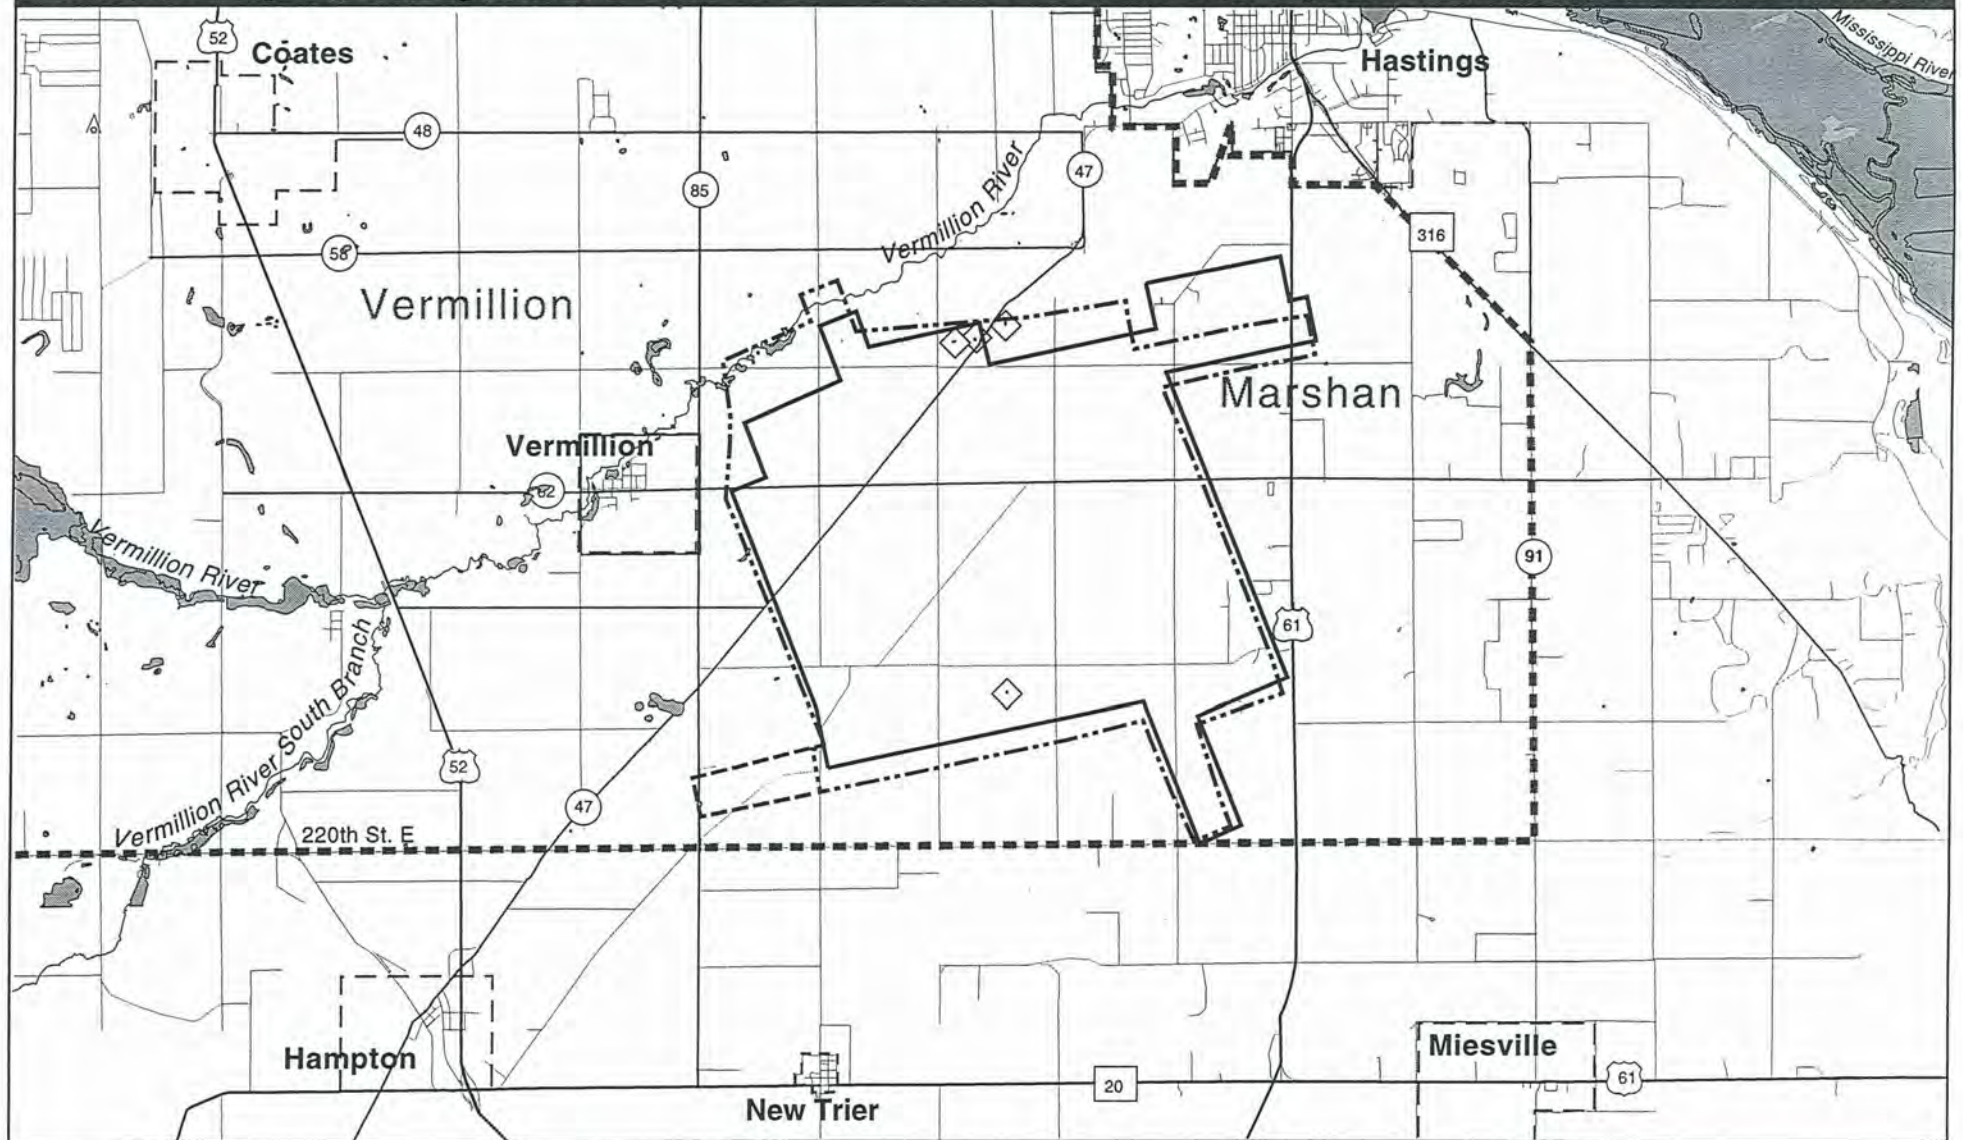 52
Coates
Hastings
Mississippi River
48
47
85
Vermillion River
316
58
Vermillion
Marshan
Vermillion
Vermillion River
91
61
Vermillion River South Branch
52
47
220th St. E
Hampton
Miesville
20
61
New Trier